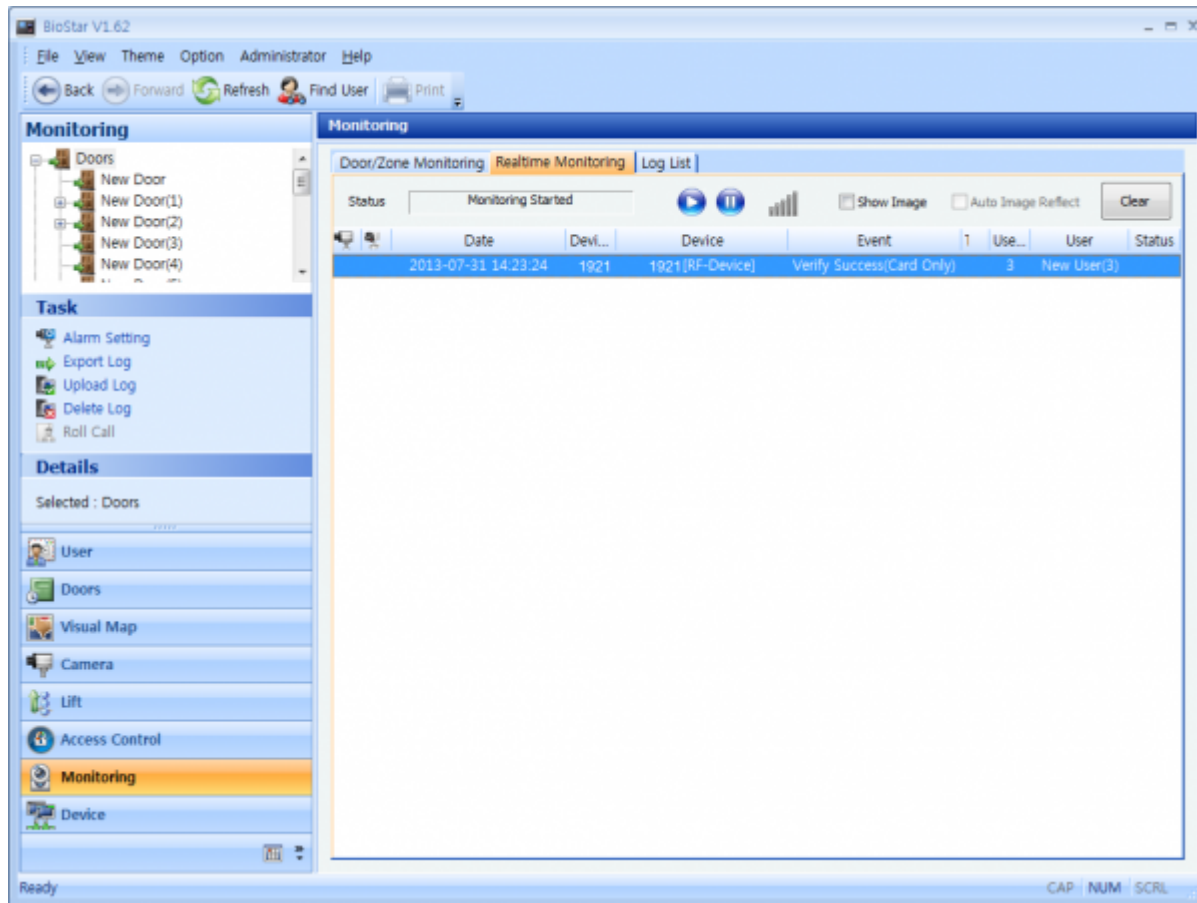 BioStar V1.62
File View Theme Option Administrator Help
Back Forward Refresh Find User Print
Monitoring
Doors
New Door
New Door(1)
New Door(2)
New Door(3)
New Door(4)
Task
Alarm Setting
Export Log
Upload Log
Delete Log
Roll Call
Details
Selected : Doors
User
Doors
Visual Map
Camera
Lift
Access Control
Monitoring
Device
Monitoring
Door/Zone Monitoring Realtime Monitoring Log List
Status Monitoring Started Show Image Auto Image Reflect Clear
Date Devi... Device Event T Use... User Status
2013-07-31 14:23:24 1921 1921[RF-Device] Verify Success(Card Only) 3 New User(3)
Ready CAP NUM SCRL